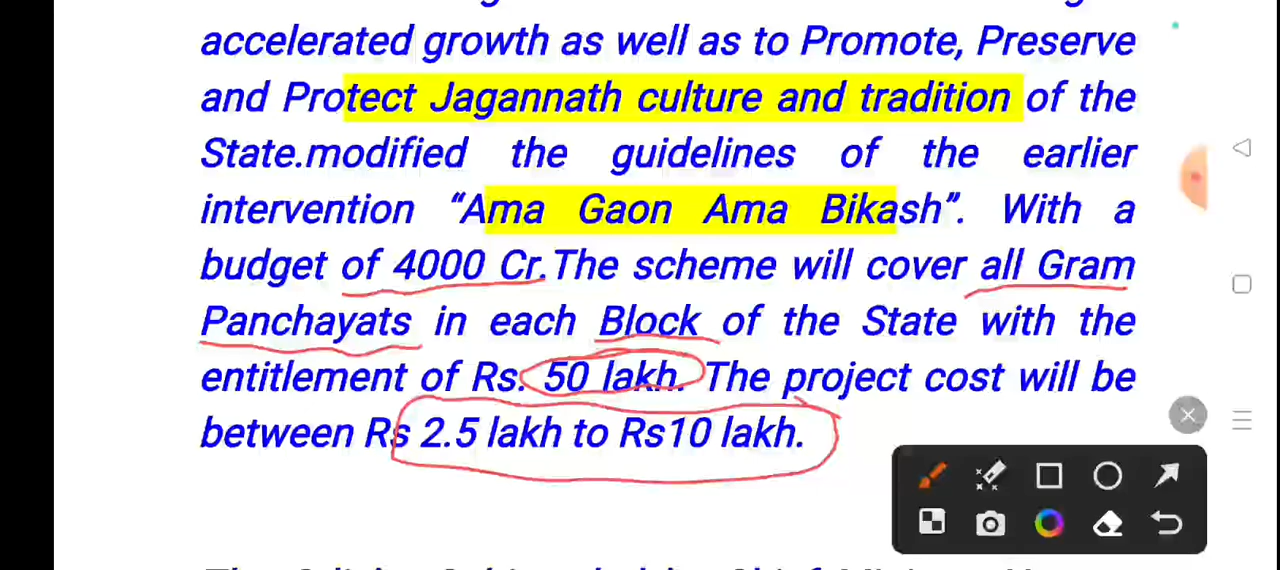 accelerated growth as well as to Promote, Preserve
and Protect Jagannath culture and tradition of the
State.modified the guidelines of the earlier
intervention “Ama Gaon Ama Bikash”. With a
budget of 4000 Cr.The scheme will cover all Gram
Panchayats in each Block of the State with the
entitlement of Rs. 50 lakh. The project cost will be
between Rs 2.5 lakh to Rs10 lakh.